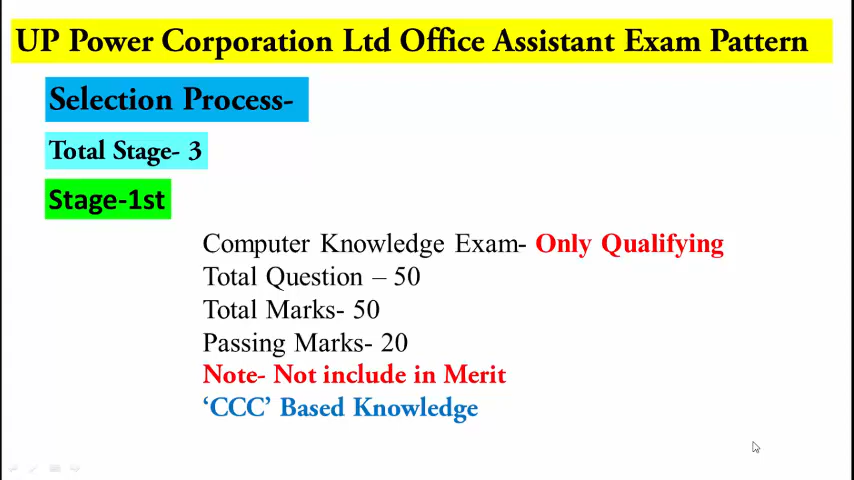 UP Power Corporation Ltd Office Assistant Exam Pattern
Selection Process-
Total Stage- 3
Stage-1st
Computer Knowledge Exam- Only Qualifying
Total Question – 50
Total Marks- 50
Passing Marks- 20
Note- Not include in Merit
‘CCC’ Based Knowledge